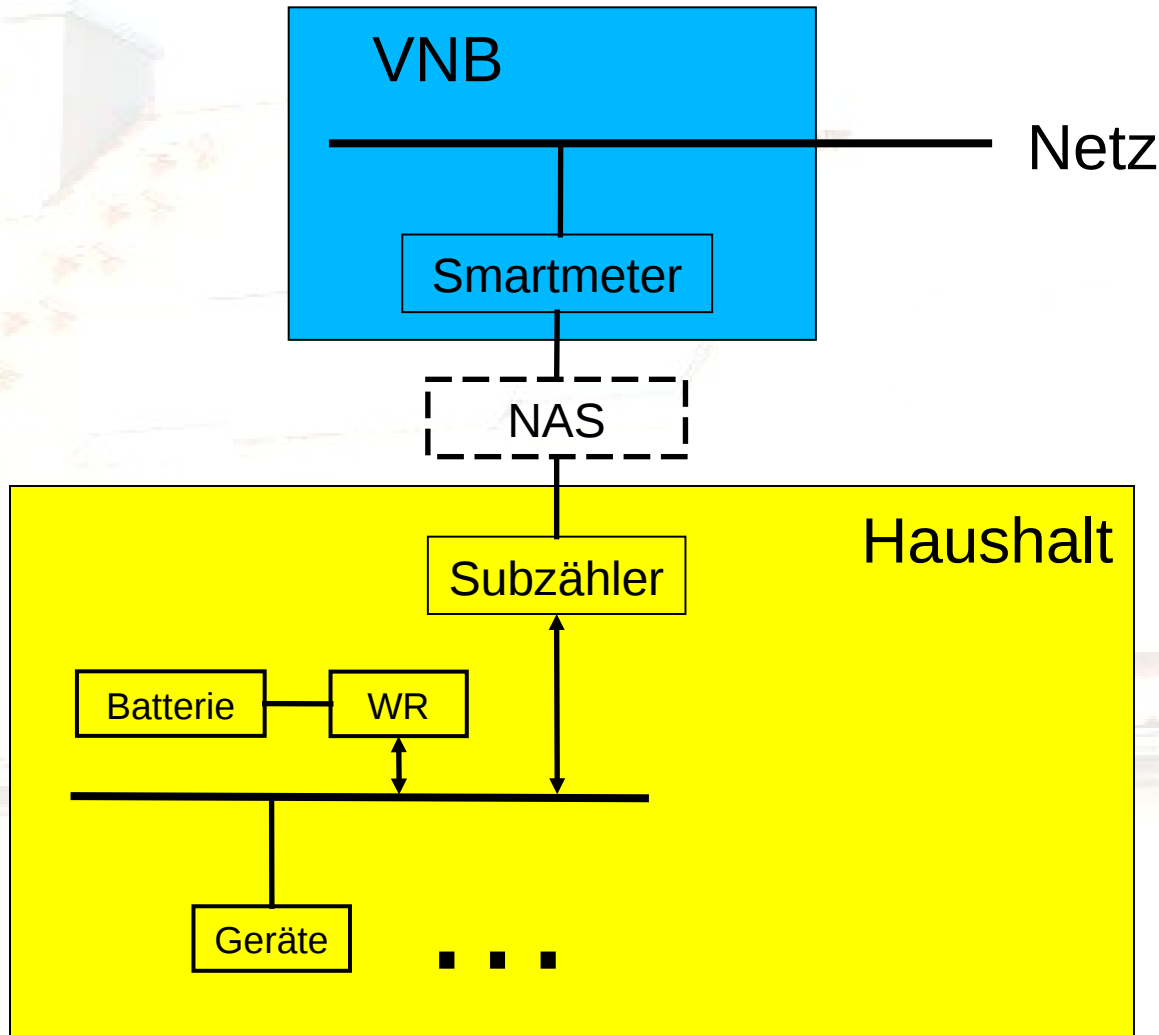 VNB
Netz
Smartmeter
NAS
Haushalt
Subzähler
Batterie
WR
Geräte
. . .